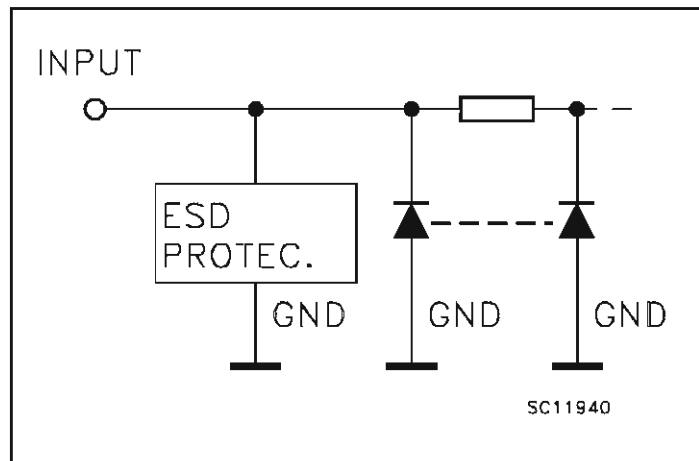 INPUT
ESD
PROTEC.
GND
GND
GND
SC11940